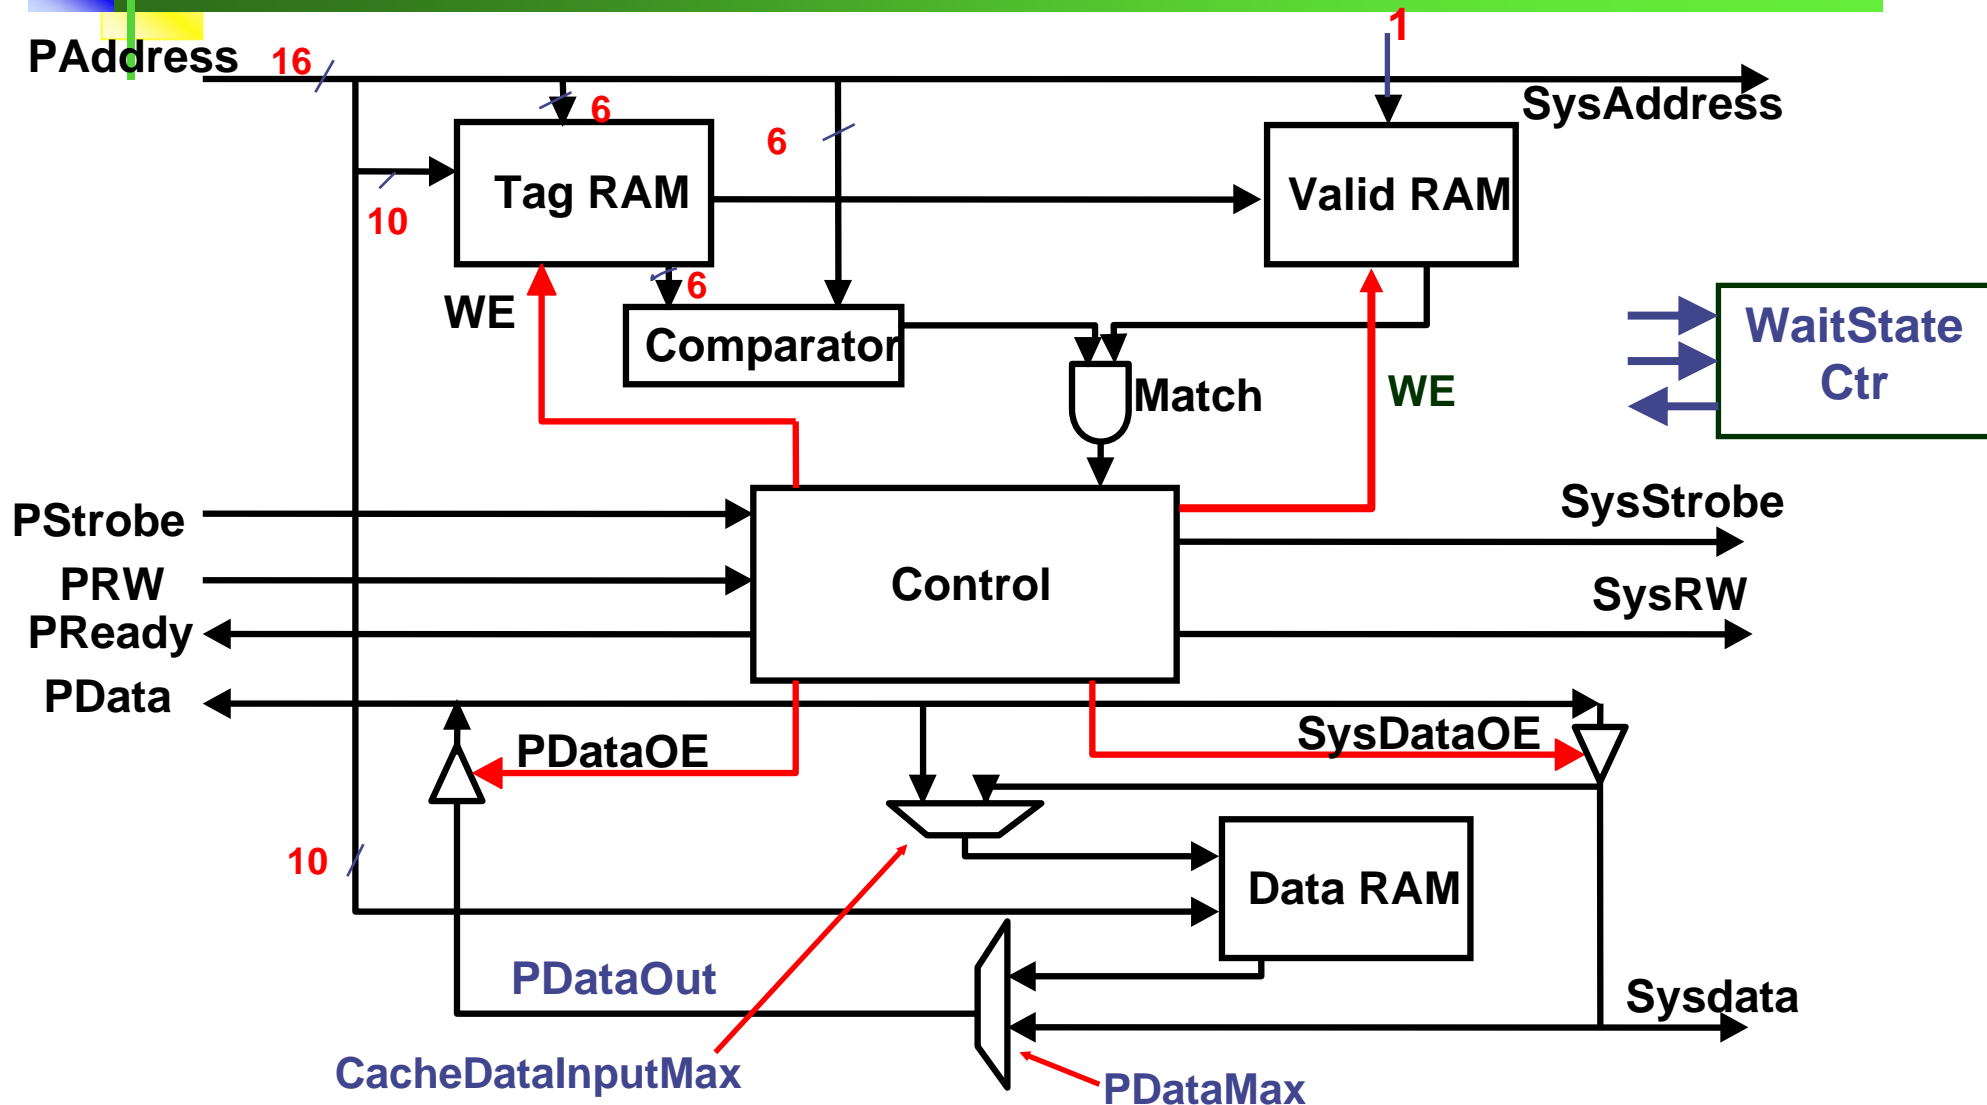 1
PAddress
16
SysAddress
6
6
Tag RAM
Valid RAM
10
6
WE
Comparator
WaitState
Ctr
Match
WE
PStrobe
SysStrobe
PRW
Control
SysRW
PReady
PData
PDataOE
SysDataOE
10
Data RAM
PDataOut
Sysdata
CacheDataInputMax
PDataMax